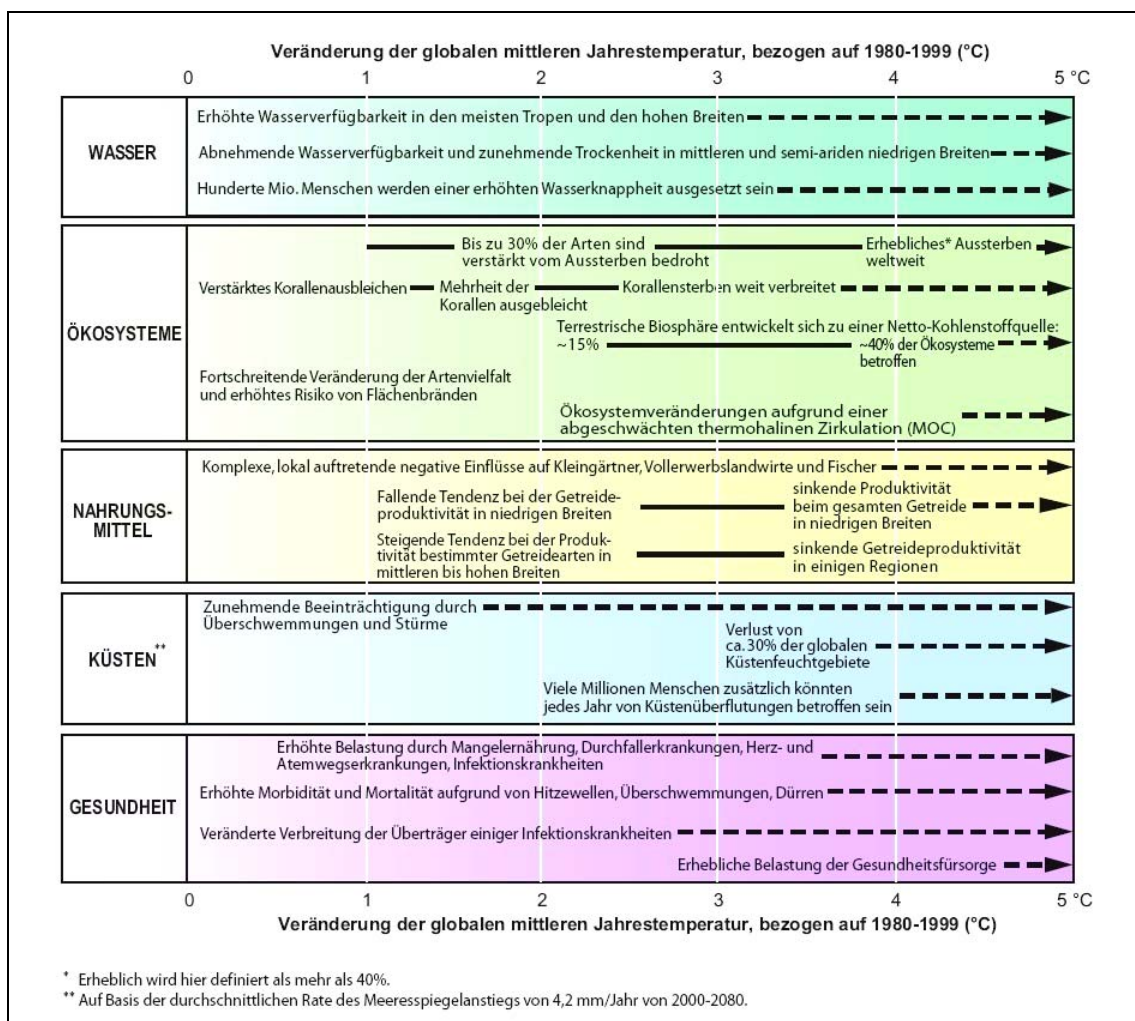 Veränderung der globalen mittleren Jahrestemperatur, bezogen auf 1980-1999 (°C)
0 1 2 3 4 5 °C
WASSER
Erhöhte Wasserverfügbarkeit in den meisten Tropen und den hohen Breiten
Abnehmende Wasserverfügbarkeit und zunehmende Trockenheit in mittleren und semi-ariden niedrigen Breiten
Hunderte Mio. Menschen werden einer erhöhten Wasserknappheit ausgesetzt sein
ÖKOSYSTEME
Bis zu 30% der Arten sind
verstärkt vom Aussterben bedroht
Erhebliches* Aussterben
weltweit
Verstärktes Korallenausbleichen
Mehrheit der
Korallen ausgebleicht
Korallensterben weit verbreitet
Terrestrische Biosphäre entwickelt sich zu einer Netto-Kohlenstoffquelle:
~15%
~40% der Ökosysteme
betroffen
Fortschreitende Veränderung der Artenvielfalt
und erhöhtes Risiko von Flächenbränden
Ökosystemveränderungen aufgrund einer
abgeschwächten thermohalinen Zirkulation (MOC)
NAHRUNGS-
MITTEL
Komplexe, lokal auftretende negative Einflüsse auf Kleingärtner, Vollerwerbslandwirte und Fischer
Fallende Tendenz bei der Getreide-
produktivität in niedrigen Breiten
sinkende Produktivität
beim gesamten Getreide
in niedrigen Breiten
Steigende Tendenz bei der Produk-
tivität bestimmter Getreidearten in
mittleren bis hohen Breiten
sinkende Getreideproduktivität
in einigen Regionen
KÜSTEN**
Zunehmende Beeinträchtigung durch
Überschwemmungen und Stürme
Verlust von
ca. 30% der globalen
Küstenfeuchtgebiete
Viele Millionen Menschen zusätzlich könnten
jedes Jahr von Küstenüberflutungen betroffen sein
GESUNDHEIT
Erhöhte Belastung durch Mangelernährung, Durchfallerkrankungen, Herz- und
Atemwegserkrankungen, Infektionskrankheiten
Erhöhte Morbidität und Mortalität aufgrund von Hitzewellen, Überschwemmungen, Dürren
Veränderte Verbreitung der Überträger einiger Infektionskrankheiten
Erhebliche Belastung der Gesundheitsfürsorge
0 1 2 3 4 5 °C
Veränderung der globalen mittleren Jahrestemperatur, bezogen auf 1980-1999 (°C)
* Erheblich wird hier definiert als mehr als 40%.
** Auf Basis der durchschnittlichen Rate des Meeresspiegelanstiegs von 4,2 mm/Jahr von 2000-2080.